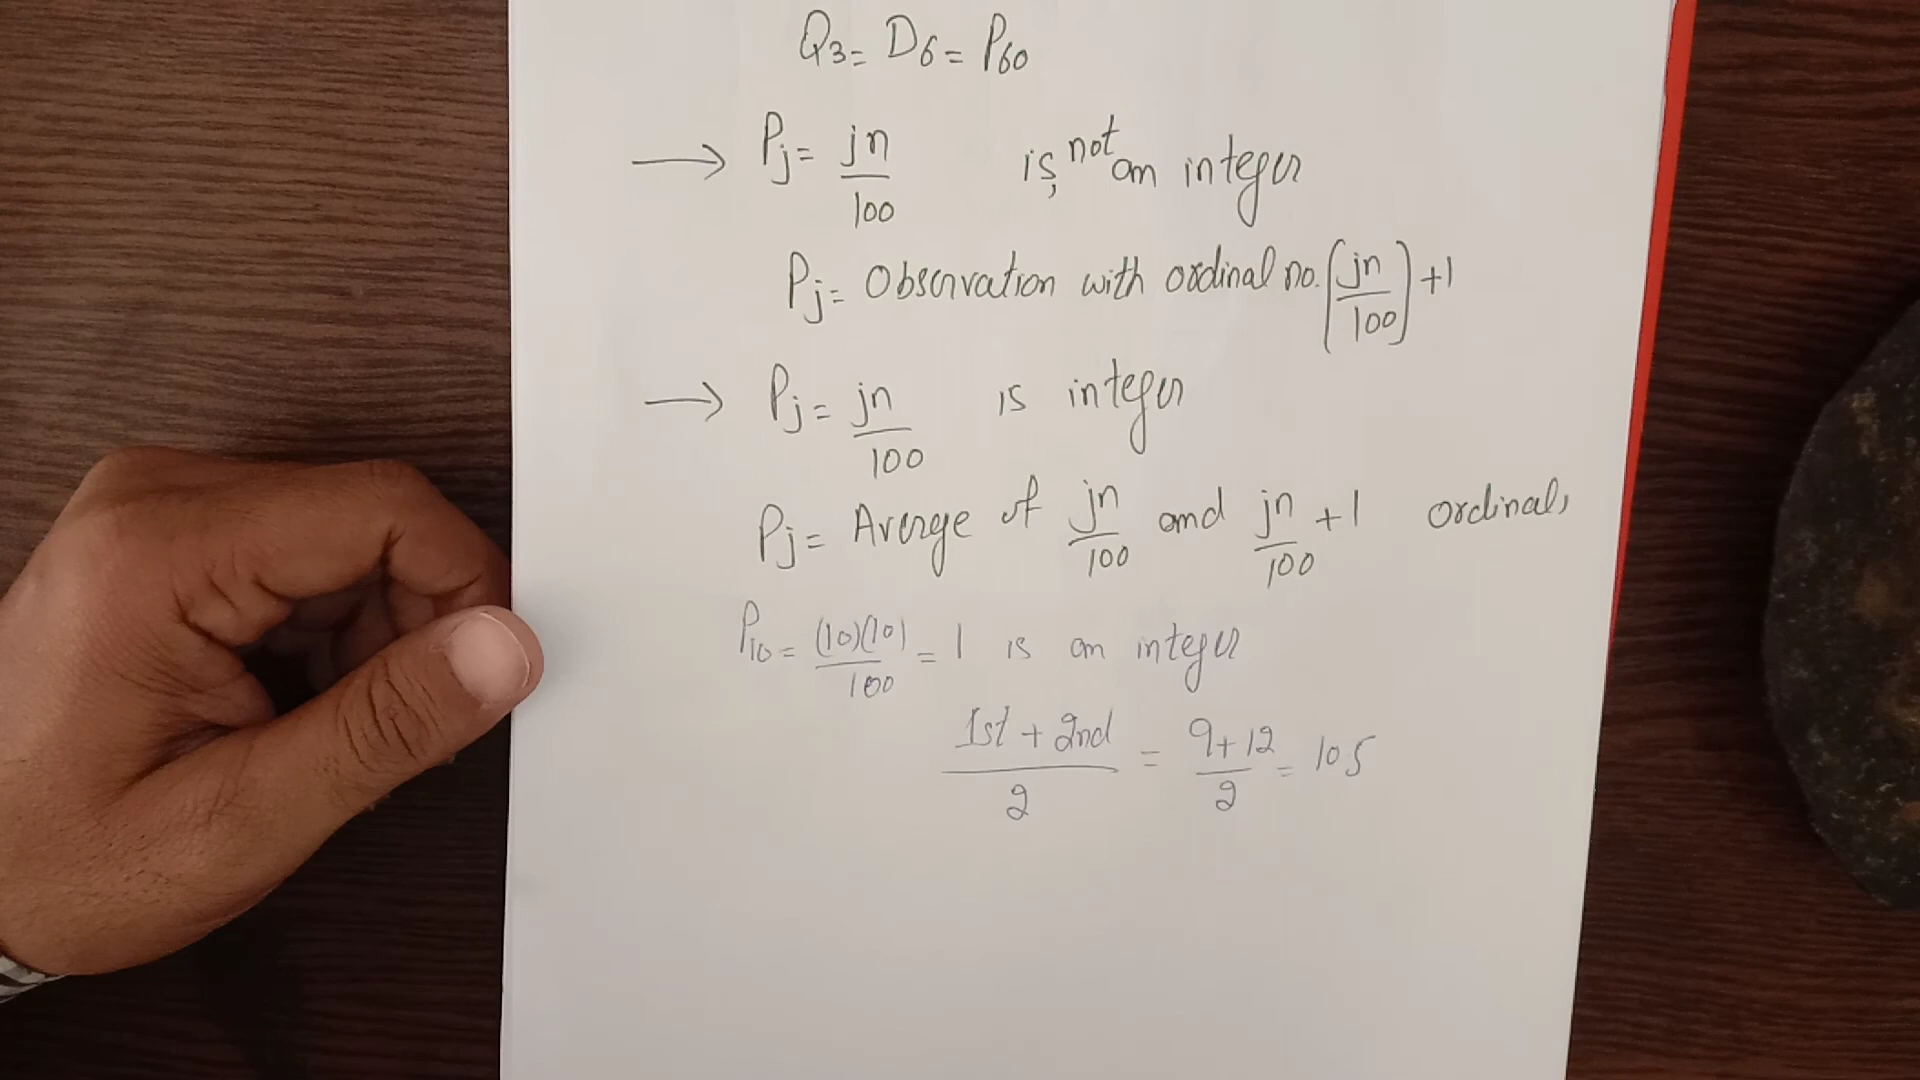 Q3 = D6 = P60
→ Pj = jn/100 is, not an integer
Pj = Observation with ordinal no. [jn/100] +1
→ Pj = jn/100 is integer
Pj = Average of jn/100 and jn/100 +1 ordinals
P10 = (10)(10)/100 = 1 is an integer
1st + 2nd / 2 = 9+12 / 2 = 10 5